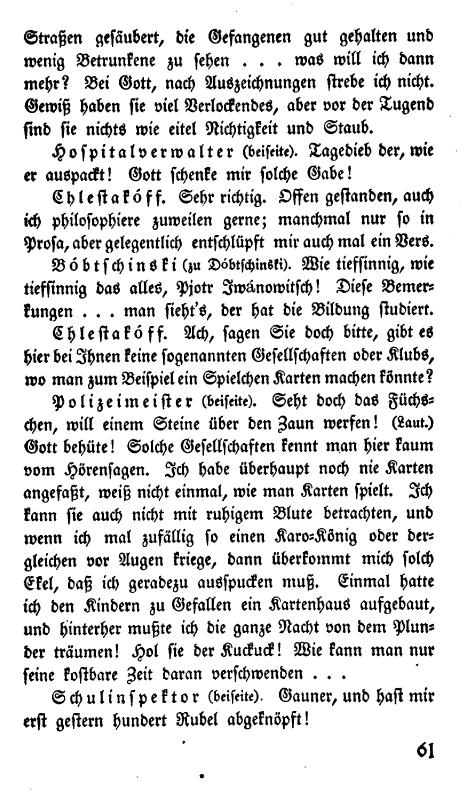 Straßen gesäubert, die Gefangenen gut gehalten und
wenig Betrunkene zu sehen . . . was will ich dann
mehr? Bei Gott, nach Auszeichnungen strebe ich nicht.
Gewiß haben sie viel Verlockendes, aber vor der Tugend
sind sie nichts wie eitel Nichtigkeit und Staub.
Hospitalverwalter (beiseite). Tagedieb der, wie
er auspackt! Gott schenke mir solche Gabe!
Chlestakóff. Sehr richtig. Offen gestanden, auch
ich philosophiere zuweilen gerne; manchmal nur so in
Prosa, aber gelegentlich entschlüpft mir auch mal ein Vers.
Bóbtschinski (zu Dóbtschinski). Wie tiefsinnig, wie
tiefsinnig das alles, Pjotr Iwánowitsch! Diese Bemer-
kungen . . . man sieht's, der hat die Bildung studiert.
Chlestakóff. Ach, sagen Sie doch bitte, gibt es
hier bei Ihnen keine sogenannten Gesellschaften oder Klubs,
wo man zum Beispiel ein Spielchen Karten machen könnte?
Polizeimeister (beiseite). Seht doch das Füchs-
chen, will einem Steine über den Zaun werfen! (Laut.)
Gott behüte! Solche Gesellschaften kennt man hier kaum
vom Hörensagen. Ich habe überhaupt noch nie Karten
angefaßt, weiß nicht einmal, wie man Karten spielt. Ich
kann sie auch nicht mit ruhigem Blute betrachten, und
wenn ich mal zufällig so einen Karo-König oder der-
gleichen vor Augen kriege, dann überkommt mich solch
Ekel, daß ich geradezu ausspucken muß. Einmal hatte
ich den Kindern zu Gefallen ein Kartenhaus aufgebaut,
und hinterher mußte ich die ganze Nacht von dem Plun-
der träumen! Hol sie der Kuckuck! Wie kann man nur
seine kostbare Zeit daran verschwenden . . .
Schulinspektor (beiseite). Gauner, und hast mir
erst gestern hundert Rubel abgeknöpft!
61